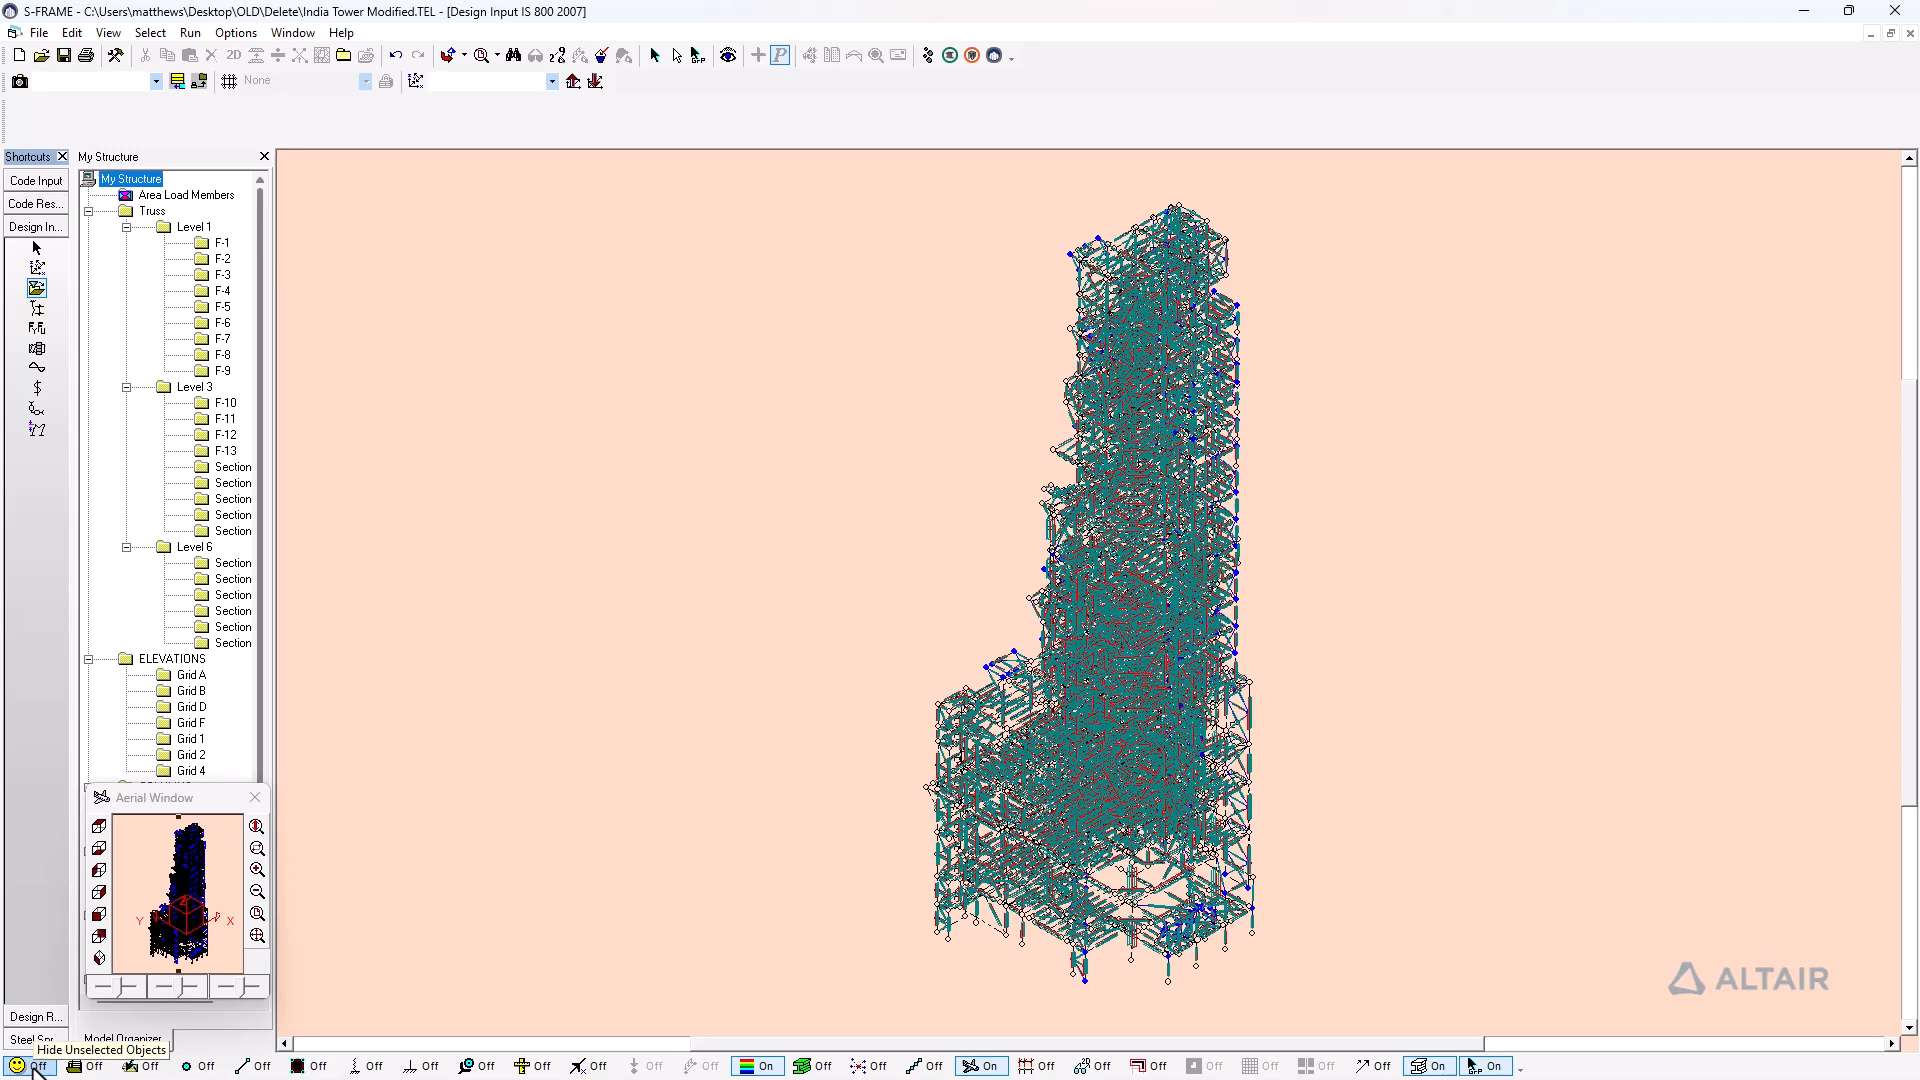 S-FRAME - C:\Users\matthews\Desktop\OLD\Delete\India Tower Modified.TEL - [Design Input IS 800 2007]
File Edit View Select Run Options Window Help
2D
P
None
Shortcuts
My Structure
Code Input
Code Res...
Design In...
My Structure
Area Load Members
Truss
Level 1
F-1
F-2
F-3
F-4
F-5
F-6
F-7
F-8
F-9
Level 3
F-10
F-11
F-12
F-13
Section
Section
Section
Section
Section
Level 6
Section
Section
Section
Section
Section
Section
ELEVATIONS
Grid A
Grid B
Grid D
Grid F
Grid 1
Grid 2
Grid 4
Aerial Window
Y
Z
X
Design R...
Model Organizer
Hide Unselected Objects
ALTAIR
Off Off Off Off Off Off Off Off Off Off Off Off Off On Off Off Off On Off Off Off Off Off Off Off On On